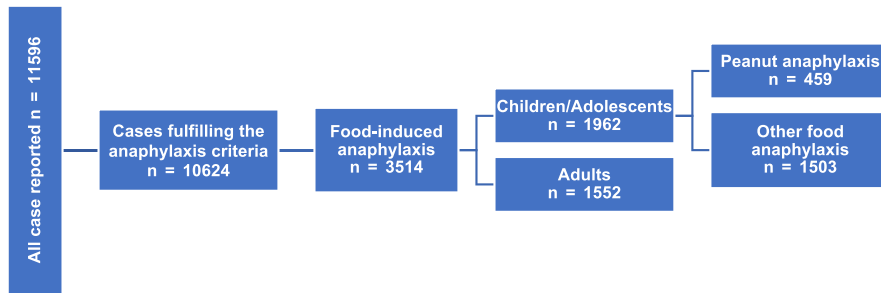 All case reported n = 11596
Cases fulfilling the
anaphylaxis criteria
n = 10624
Food-induced
anaphylaxis
n = 3514
Children/Adolescents
n = 1962
Adults
n = 1552
Peanut anaphylaxis
n = 459
Other food
anaphylaxis
n = 1503